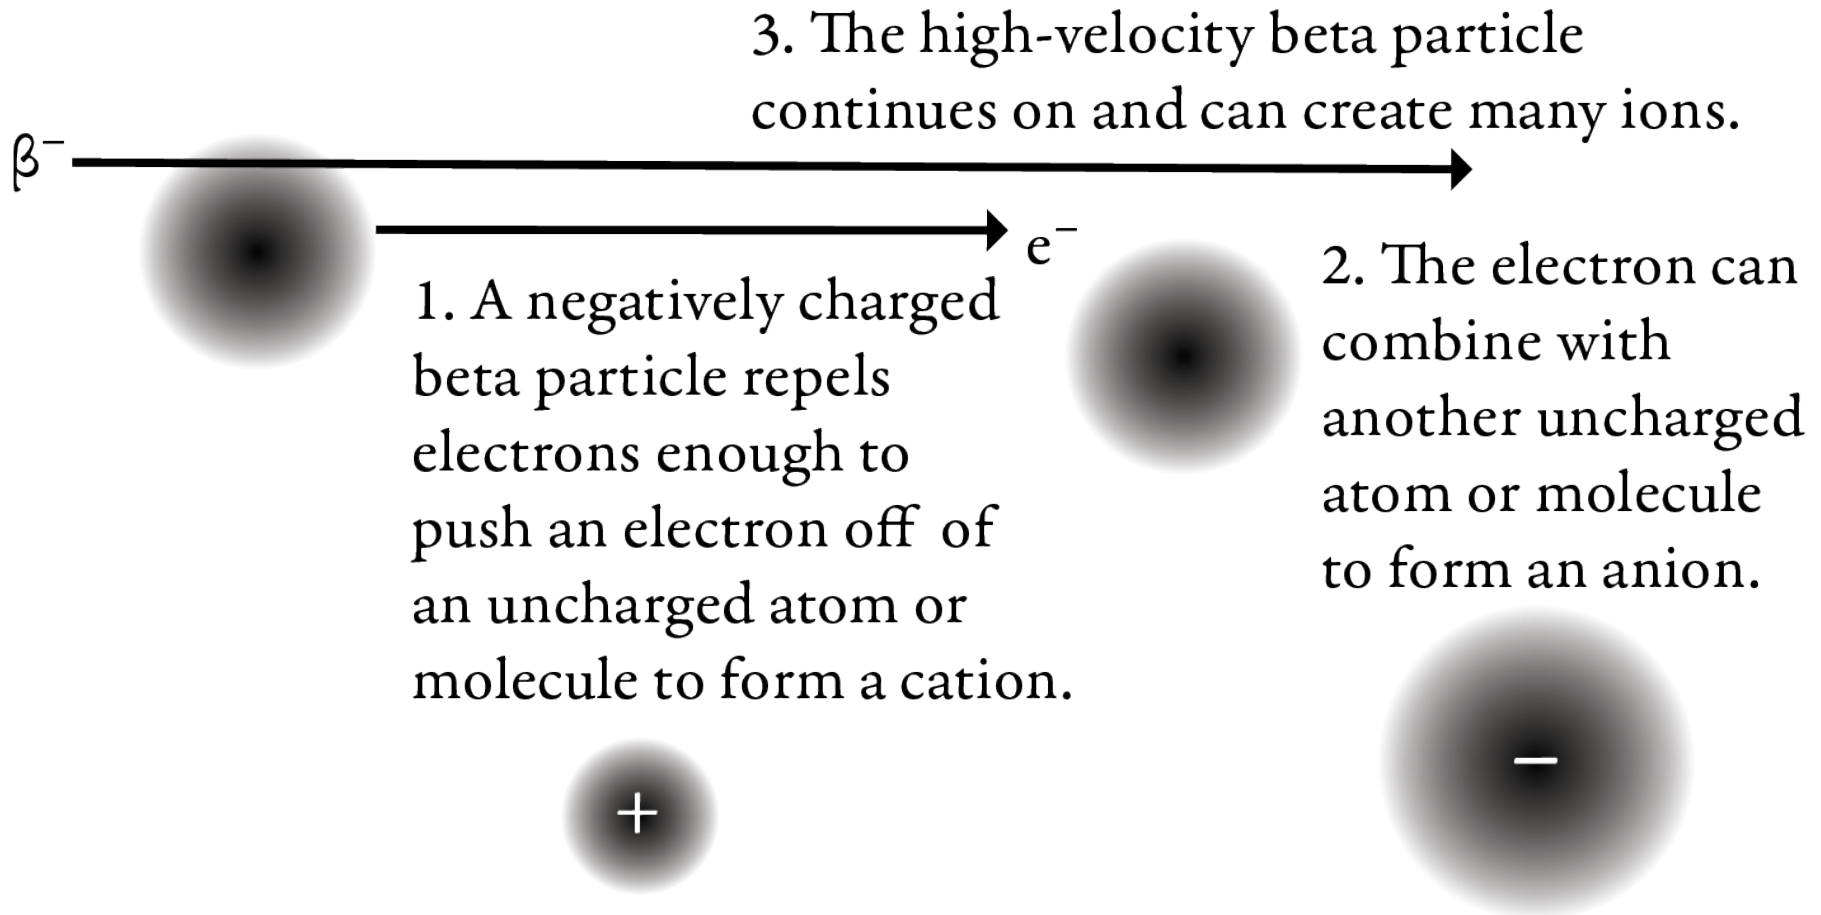 3. The high-velocity beta particle
continues on and can create many ions.
β⁻
e⁻
1. A negatively charged
beta particle repels
electrons enough to
push an electron off of
an uncharged atom or
molecule to form a cation.
+
2. The electron can
combine with
another uncharged
atom or molecule
to form an anion.
−